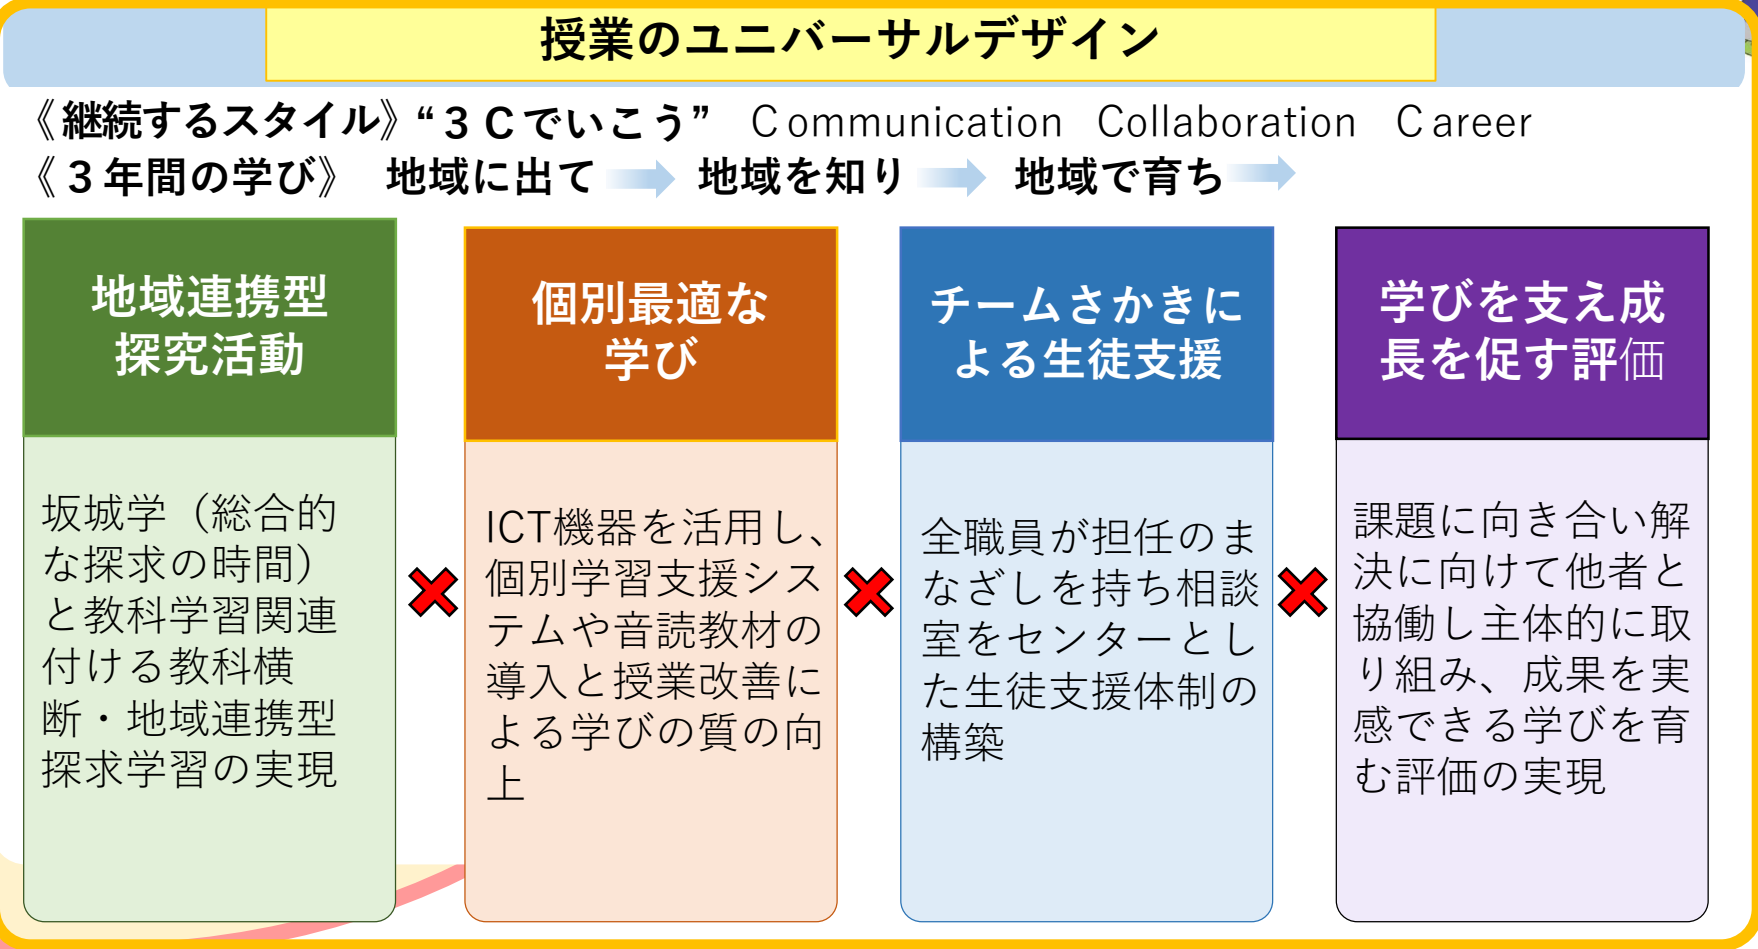 授業のユニバーサルデザイン
《継続するスタイル》“３Ｃでいこう” Ｃommunication Collaboration Ｃareer
《３年間の学び》 地域に出て 地域を知り 地域で育ち
地域連携型
探究活動
坂城学（総合的
な探求の時間）
と教科学習関連
付ける教科横
断・地域連携型
探求学習の実現
個別最適な
学び
ICT機器を活用し、
個別学習支援シス
テムや音読教材の
導入と授業改善に
よる学びの質の向
上
チームさかきに
よる生徒支援
全職員が担任のま
なざしを持ち相談
室をセンターとし
た生徒支援体制の
構築
学びを支え成
長を促す評価
課題に向き合い解
決に向けて他者と
協働し主体的に取
り組み、成果を実
感できる学びを育
む評価の実現